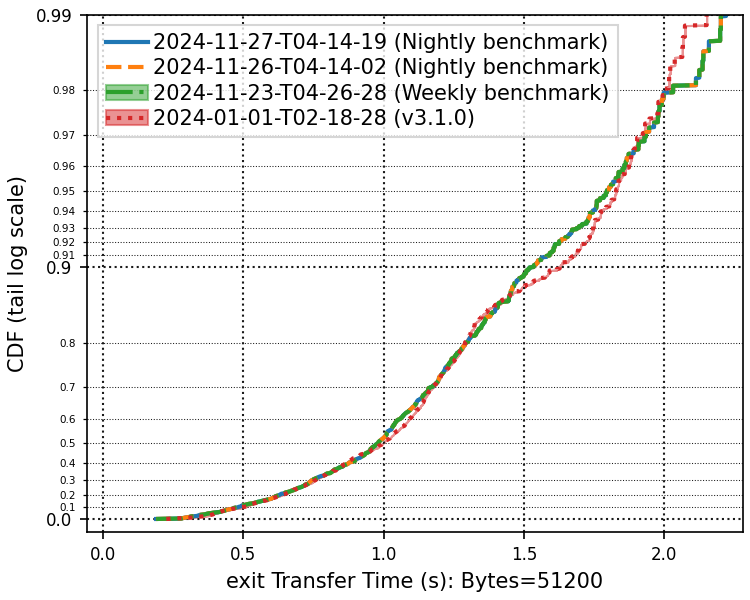 0.99
2024-11-27-T04-14-19 (Nightly benchmark)
2024-11-26-T04-14-02 (Nightly benchmark)
2024-11-23-T04-26-28 (Weekly benchmark)
2024-01-01-T02-18-28 (v3.1.0)
0.98
0.97
0.96
0.95
0.94
0.93
0.92
0.91
0.9
0.8
0.7
0.6
0.5
0.4
0.3
0.2
0.1
0.0
CDF (tail log scale)
0.0 0.5 1.0 1.5 2.0
exit Transfer Time (s): Bytes=51200